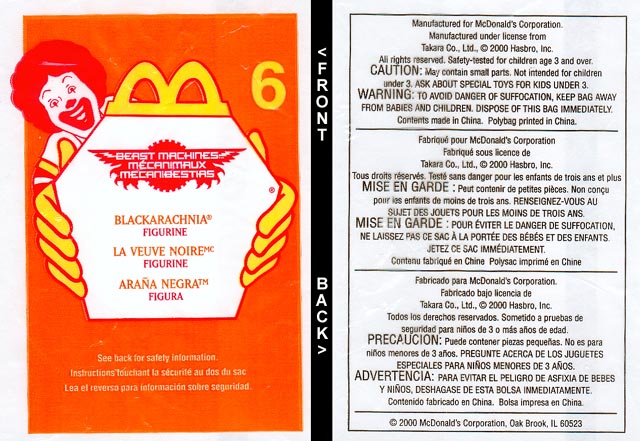 6
BEAST MACHINES™
MÉCANIMAUX
MECANIBESTIAS
®
BLACKARACHNIA®
FIGURINE
LA VEUVE NOIRE MC
FIGURINE
ARAÑA NEGRA™
FIGURA
See back for safety information.
Instructions touchant la sécurité au dos du sac
Lea el reverso para información sobre seguridad.
<FRONT
BACK>
Manufactured for McDonald's Corporation.
Manufactured under license from
Takara Co., Ltd., © 2000 Hasbro, Inc.
All rights reserved. Safety-tested for children age 3 and over.
CAUTION: May contain small parts. Not intended for children
under 3. ASK ABOUT SPECIAL TOYS FOR KIDS UNDER 3.
WARNING: TO AVOID DANGER OF SUFFOCATION, KEEP BAG AWAY
FROM BABIES AND CHILDREN. DISPOSE OF THIS BAG IMMEDIATELY.
Contents made in China. Polybag printed in China.
Fabriqué pour McDonald's Corporation
Fabriqué sous licence de
Takara Co., Ltd., © 2000 Hasbro, Inc.
Tous droits réservés. Testé sans danger pour les enfants de trois ans et plus
MISE EN GARDE : Peut contenir de petites pièces. Non conçu
pour les enfants de moins de trois ans. RENSEIGNEZ-VOUS AU
SUJET DES JOUETS POUR LES MOINS DE TROIS ANS.
MISE EN GARDE : POUR ÉVITER LE DANGER DE SUFFOCATION,
NE LAISSEZ PAS CE SAC À LA PORTÉE DES BÉBÉS ET DES ENFANTS.
JETEZ CE SAC IMMÉDIATEMENT.
Contenu fabriqué en Chine Polysac imprimé en Chine
Fabricado para McDonald's Corporation.
Fabricado bajo licencia de
Takara Co., Ltd., © 2000 Hasbro, Inc.
Todos los derechos reservados. Sometido a pruebas de
seguridad para niños de 3 o más años de edad.
PRECAUCION: Puede contener piezas pequeñas. No es para
niños menores de 3 años. PREGUNTE ACERCA DE LOS JUGUETES
ESPECIALES PARA NIÑOS MENORES DE 3 AÑOS.
ADVERTENCIA: PARA EVITAR EL PELIGRO DE ASFIXIA DE BEBES
Y NIÑOS, DESHAGASE DE ESTA BOLSA IMMEDIATAMENTE.
Contenido fabricado en China. Bolsa impresa en China.
© 2000 McDonald's Corporation, Oak Brook, IL 60523